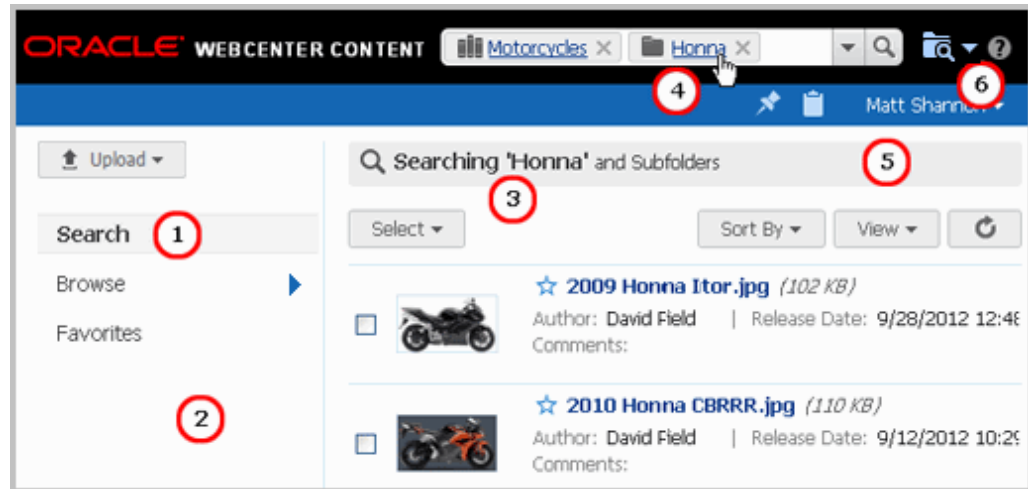 ORACLE WEBCENTER CONTENT Motorcycles Honna
4
6
Matt Shannon
Upload
Searching 'Honna' and Subfolders
5
3
Search 1
Select Sort By View
Browse
2009 Honna Itor.jpg (102 KB)
Author: David Field | Release Date: 9/28/2012 12:48
Comments:
Favorites
2
2010 Honna CBRRR.jpg (110 KB)
Author: David Field | Release Date: 9/12/2012 10:29
Comments: